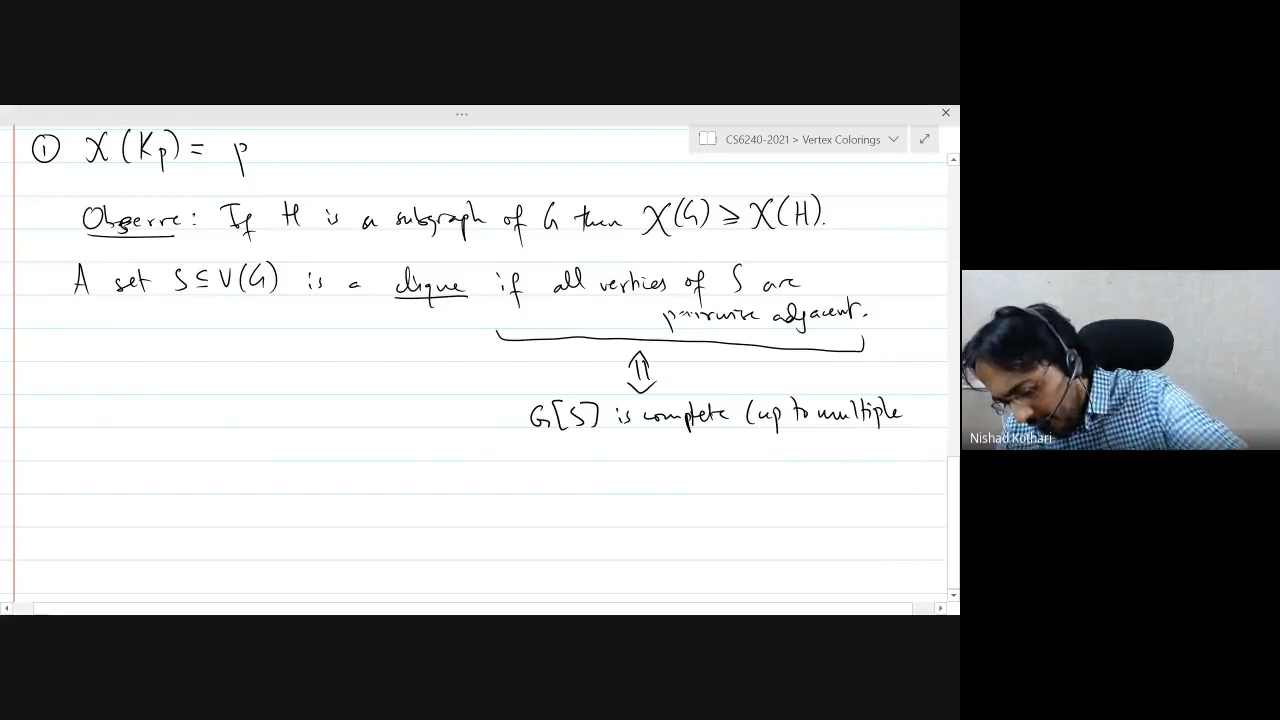 CS6240-2021 > Vertex Colorings
① χ(Kp) = p
Observe: If H is a subgraph of G then χ(G) ⩾ χ(H).
A set S ⊆ V(G) is a clique if all vertices of S are
pairwise adjacent.
⇕
G[S] is complete (up to multiple
Nishad Kothari